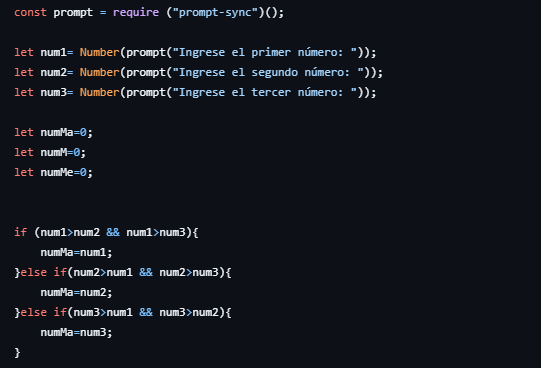 const prompt = require ("prompt-sync")();
let num1= Number(prompt("Ingrese el primer número: "));
let num2= Number(prompt("Ingrese el segundo número: "));
let num3= Number(prompt("Ingrese el tercer número: "));
let numMa=0;
let numM=0;
let numMe=0;
if (num1>num2 && num1>num3){
    numMa=num1;
}else if(num2>num1 && num2>num3){
    numMa=num2;
}else if(num3>num1 && num3>num2){
    numMa=num3;
}